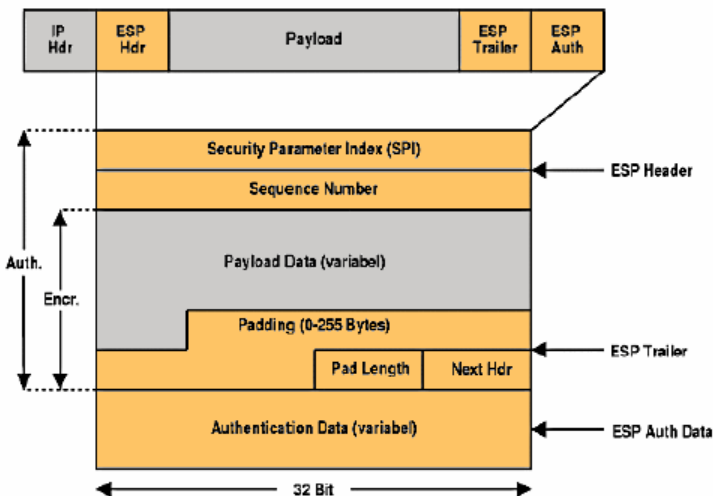 IP
Hdr
ESP
Hdr
Payload
ESP
Trailer
ESP
Auth
Security Parameter Index (SPI)
ESP Header
Sequence Number
Payload Data (variabel)
Auth.
Encr.
Padding (0-255 Bytes)
ESP Trailer
Pad Length
Next Hdr
Authentication Data (variabel)
ESP Auth Data
32 Bit